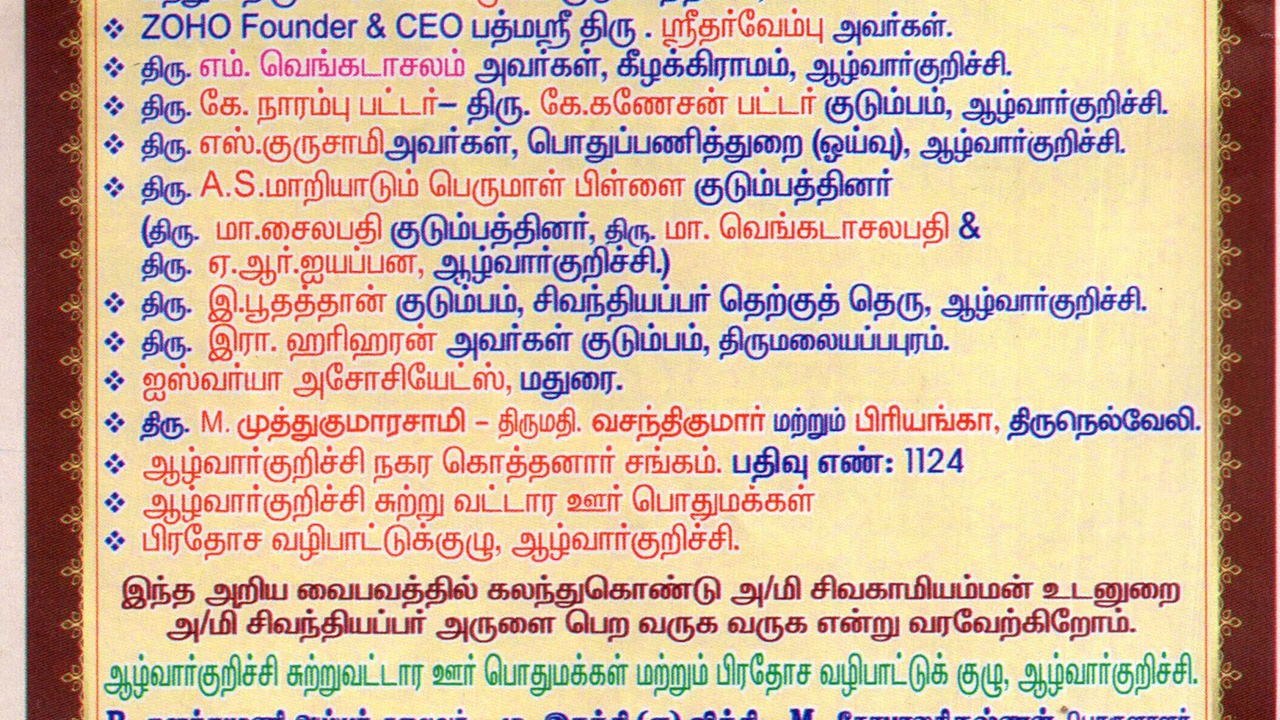 ❖ ZOHO Founder & CEO பத்மஸ்ரீ திரு . ஸ்ரீதர்வேம்பு அவர்கள்.
❖ திரு. எம். வெங்கடாசலம் அவர்கள், கீழக்கிராமம், ஆழ்வார்குறிச்சி.
❖ திரு. கே. நாரம்பு பட்டர்– திரு. கே.கணேசன் பட்டர் குடும்பம், ஆழ்வார்குறிச்சி.
❖ திரு. எஸ்.குருசாமிஅவர்கள், பொதுப்பணித்துறை (ஓய்வு), ஆழ்வார்குறிச்சி.
❖ திரு. A.S.மாறியாடும் பெருமாள் பிள்ளை குடும்பத்தினர்
(திரு. மா.சைலபதி குடும்பத்தினர், திரு. மா. வெங்கடாசலபதி &
திரு. ஏ.ஆர்.ஐயப்பன, ஆழ்வார்குறிச்சி.)
❖ திரு. இ.பூதத்தான் குடும்பம், சிவந்தியப்பர் தெற்குத் தெரு, ஆழ்வார்குறிச்சி.
❖ திரு. இரா. ஹரிஹரன் அவர்கள் குடும்பம், திருமலையப்பபுரம்.
❖ ஐஸ்வர்யா அசோசியேட்ஸ், மதுரை.
❖ திரு. M. முத்துகுமாரசாமி – திருமதி. வசந்திகுமார் மற்றும் பிரியங்கா, திருநெல்வேலி.
❖ ஆழ்வார்குறிச்சி நகர கொத்தனார் சங்கம். பதிவு எண்: 1124
❖ ஆழ்வார்குறிச்சி சுற்று வட்டார ஊர் பொதுமக்கள்
❖ பிரதோச வழிபாட்டுக்குழு, ஆழ்வார்குறிச்சி.
இந்த அறிய வைபவத்தில் கலந்துகொண்டு அ/மி சிவகாமியம்மன் உடனுறை
அ/மி சிவந்தியப்பர் அருளை பெற வருக வருக என்று வரவேற்கிறோம்.
ஆழ்வார்குறிச்சி சுற்றுவட்டார ஊர் பொதுமக்கள் மற்றும் பிரதோச வழிபாட்டுக் குழு, ஆழ்வார்குறிச்சி.